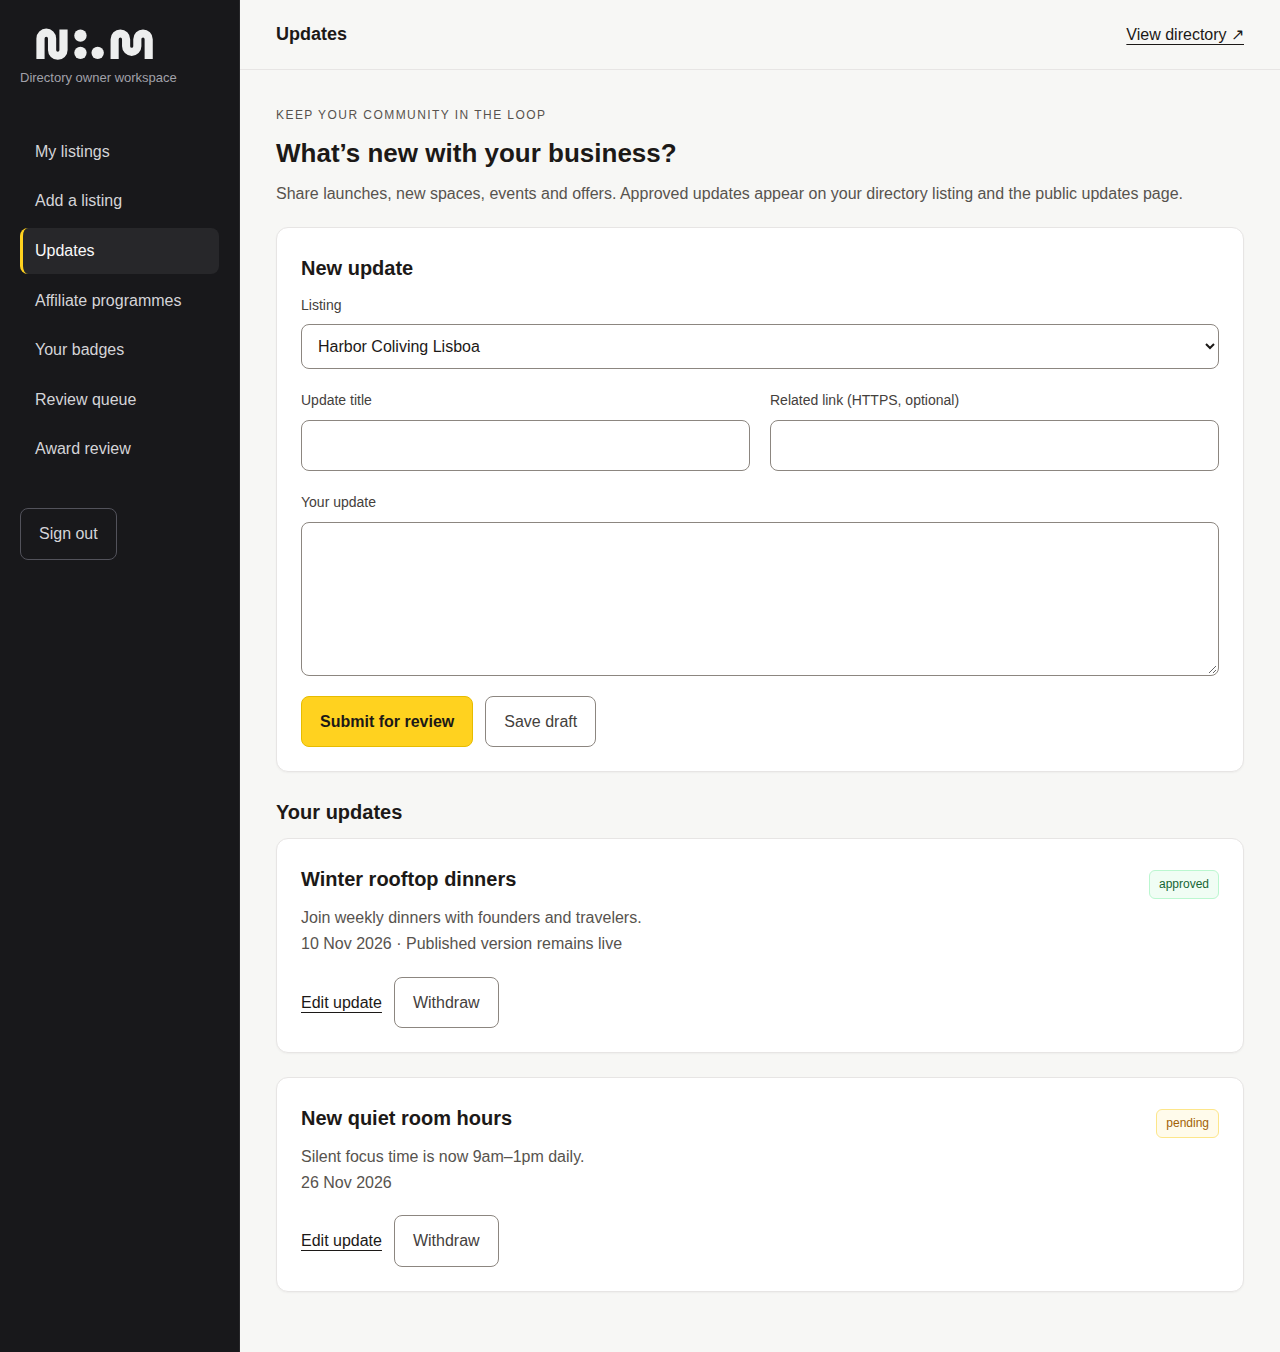 Directory owner workspace
My listings
Add a listing
Updates
Affiliate programmes
Your badges
Review queue
Award review
Sign out
Updates
View directory ↗
KEEP YOUR COMMUNITY IN THE LOOP
What’s new with your business?
Share launches, new spaces, events and offers. Approved updates appear on your directory listing and the public updates page.
New update
Listing
Harbor Coliving Lisboa
Update title
Related link (HTTPS, optional)
Your update
Submit for review
Save draft
Your updates
Winter rooftop dinners
approved
Join weekly dinners with founders and travelers.
10 Nov 2026 · Published version remains live
Edit update
Withdraw
New quiet room hours
pending
Silent focus time is now 9am–1pm daily.
26 Nov 2026
Edit update
Withdraw